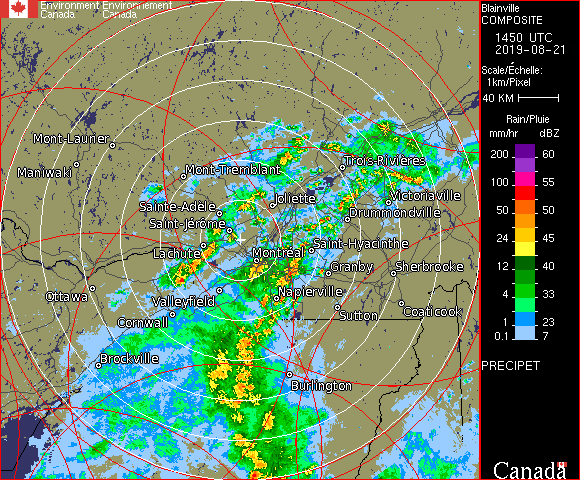 Environment Environnement
Canada Canada
Blainville
COMPOSITE
1450 UTC
2019-08-21
Scale/Échelle:
1km/Pixel
40 KM
Rain/Pluie
mm/hr dBZ
200 60
100 55
50 50
24 45
12 40
4 33
1 23
0.1 7
PRECIPET
Mont-Laurier
Maniwaki
Mont-Tremblant
Trois-Rivières
Sainte-Adèle
Joliette
Victoriaville
Saint-Jérôme
Drummondville
Lachute
Montréal
Saint-Hyacinthe
Granby
Sherbrooke
Ottawa
Valleyfield
Napierville
Cornwall
Sutton
Coaticook
Brockville
Burlington
Canada